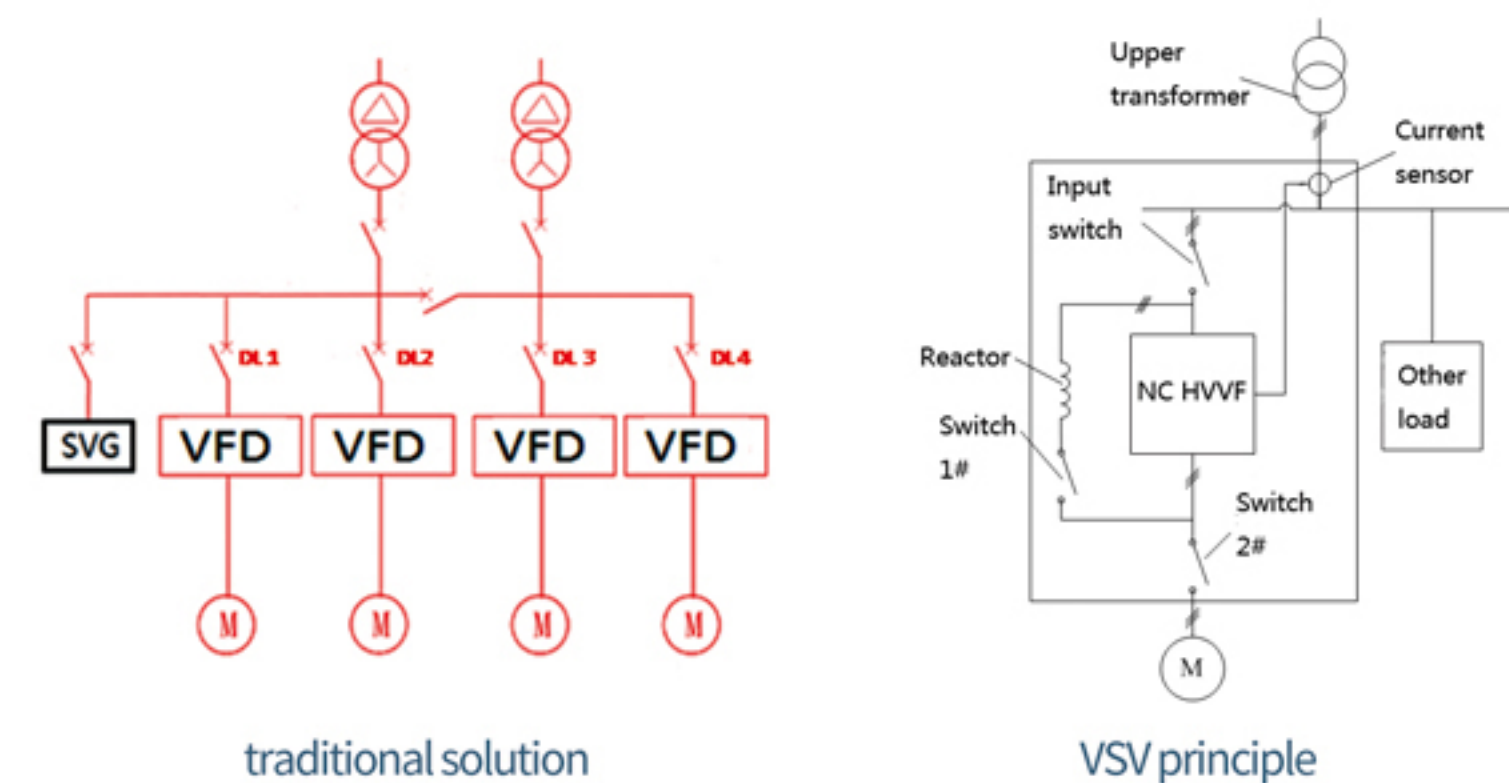 DL1
DL2
DL3
DL4
SVG
VFD
VFD
VFD
VFD
M
M
M
M
traditional solution
Upper
transformer
Current
sensor
Input
switch
Reactor
NC HVVF
Other
load
Switch
1#
Switch
2#
M
VSV principle